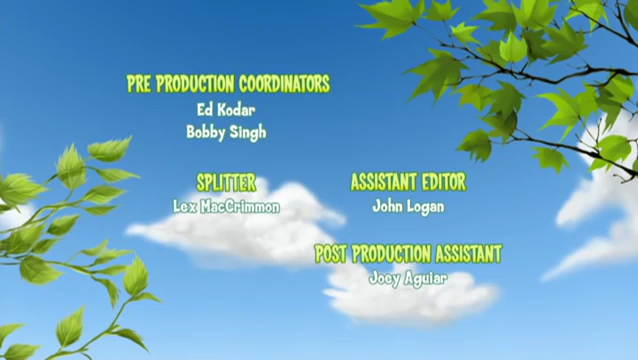 PRE PRODUCTION COORDINATORS
Ed Kodar
Bobby Singh
SPLITTER
Lex MacCrimmon
ASSISTANT EDITOR
John Logan
POST PRODUCTION ASSISTANT
Joey Aguiar